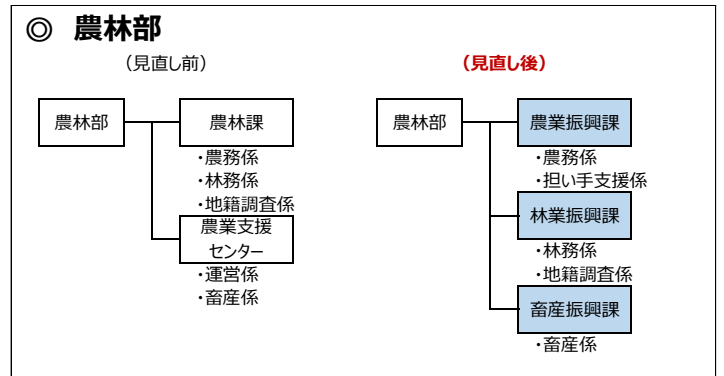 ◎ 農林部
（見直し前）
農林部
農林課
・農務係
・林務係
・地籍調査係
農業支援
センター
・運営係
・畜産係
（見直し後）
農林部
農業振興課
・農務係
・担い手支援係
林業振興課
・林務係
・地籍調査係
畜産振興課
・畜産係